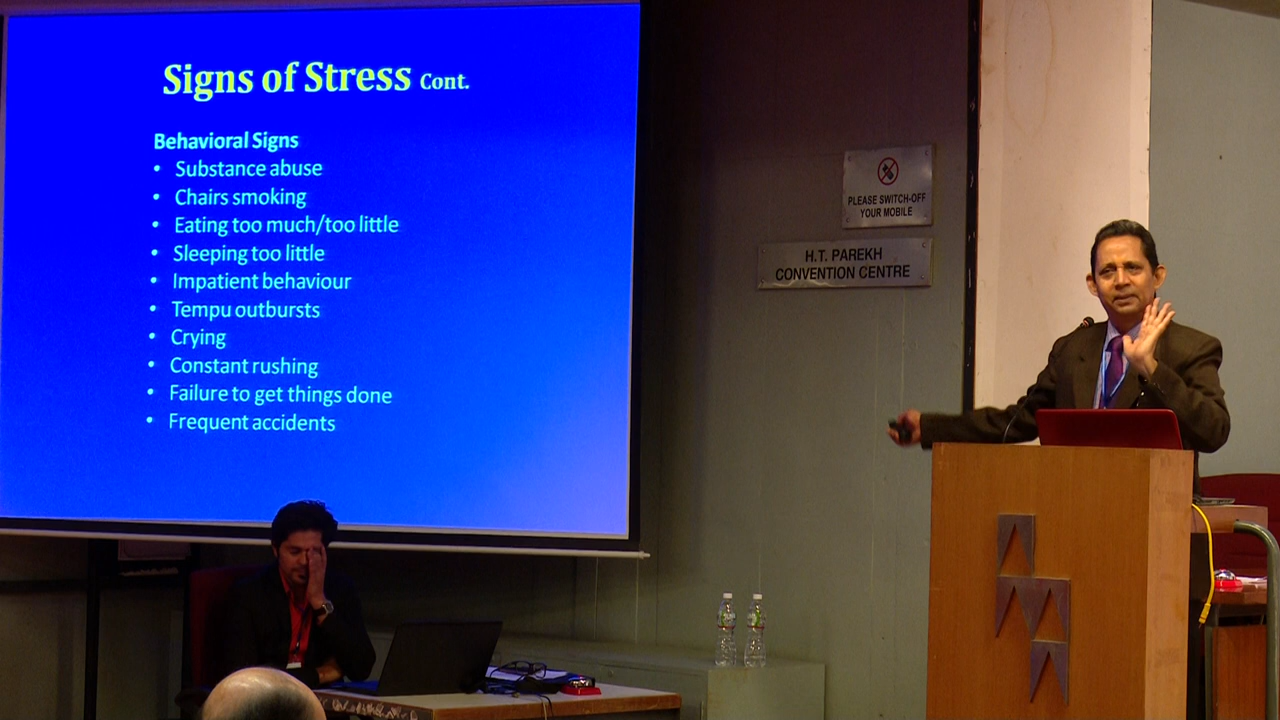 Signs of Stress Cont.
Behavioral Signs
• Substance abuse
• Chairs smoking
• Eating too much/too little
• Sleeping too little
• Impatient behaviour
• Tempu outbursts
• Crying
• Constant rushing
• Failure to get things done
• Frequent accidents
PLEASE SWITCH-OFF
YOUR MOBILE
H.T. PAREKH
CONVENTION CENTRE